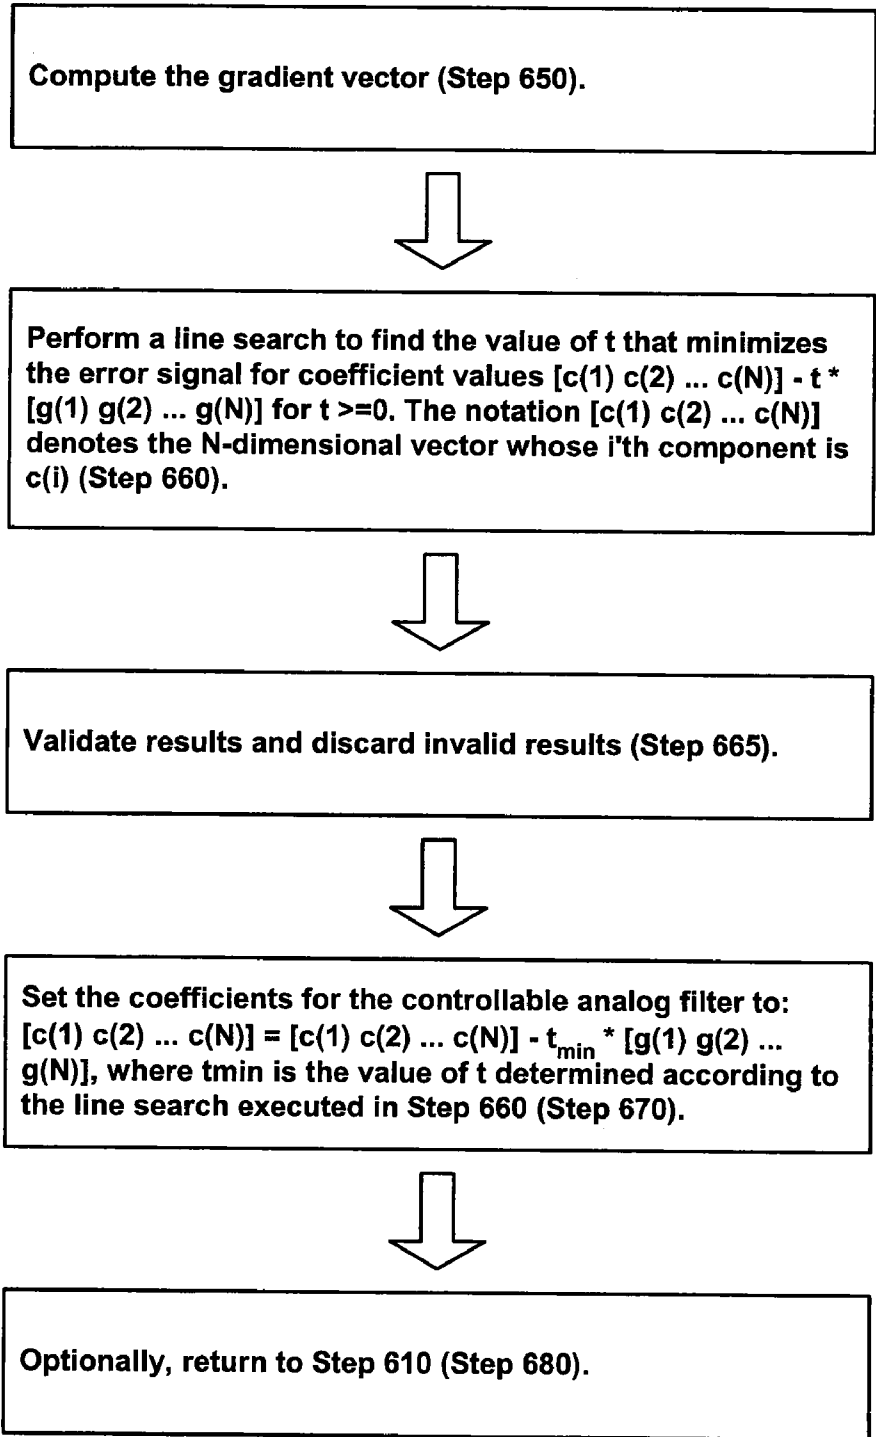 Compute the gradient vector (Step 650).
Perform a line search to find the value of t that minimizes
the error signal for coefficient values [c(1) c(2) ... c(N)] - t *
[g(1) g(2) ... g(N)] for t >=0. The notation [c(1) c(2) ... c(N)]
denotes the N-dimensional vector whose i'th component is
c(i) (Step 660).
Validate results and discard invalid results (Step 665).
Set the coefficients for the controllable analog filter to:
[c(1) c(2) ... c(N)] = [c(1) c(2) ... c(N)] - tmin * [g(1) g(2) ...
g(N)], where tmin is the value of t determined according to
the line search executed in Step 660 (Step 670).
Optionally, return to Step 610 (Step 680).